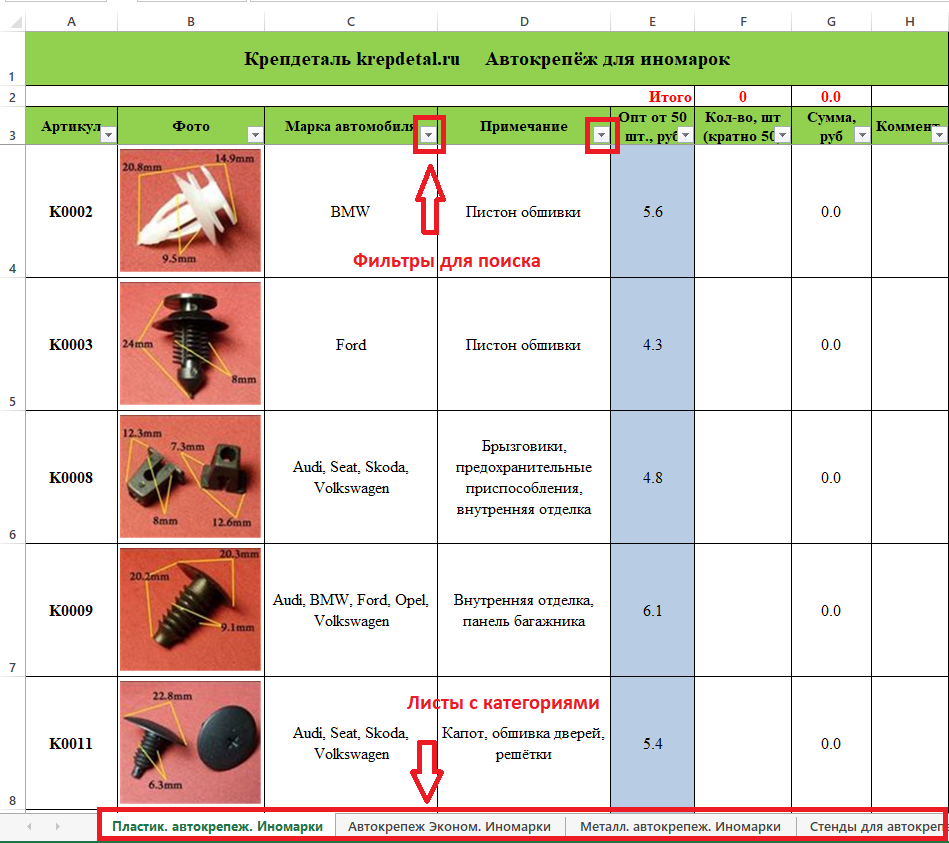 A B C D E F G H
1 Крепдеталь krepdetal.ru Автокрепёж для иномарок
2 Итого 0 0.0
3 Артикул Фото Марка автомобиля Примечание Опт от 50 шт., руб Кол-во, шт (кратно 50, Сумма, руб Коммент
20.8mm 14.9mm
9.5mm
4 K0002 BMW Пистон обшивки 5.6 0.0
Фильтры для поиска
24mm
8mm
5 K0003 Ford Пистон обшивки 4.3 0.0
12.3mm
7.3mm
8mm 12.6mm
6 K0008 Audi, Seat, Skoda, Volkswagen Брызговики, предохранительные приспособления, внутренняя отделка 4.8 0.0
20.3mm
20.2mm
9.1mm
7 K0009 Audi, BMW, Ford, Opel, Volkswagen Внутренняя отделка, панель багажника 6.1 0.0
22.8mm
6.3mm
Листы с категориями
8 K0011 Audi, Seat, Skoda, Volkswagen Капот, обшивка дверей, решётки 5.4 0.0
Пластик. автокрепеж. Иномарки Автокрепеж Эконом. Иномарки Металл. автокрепеж. Иномарки Стенды для автокреп